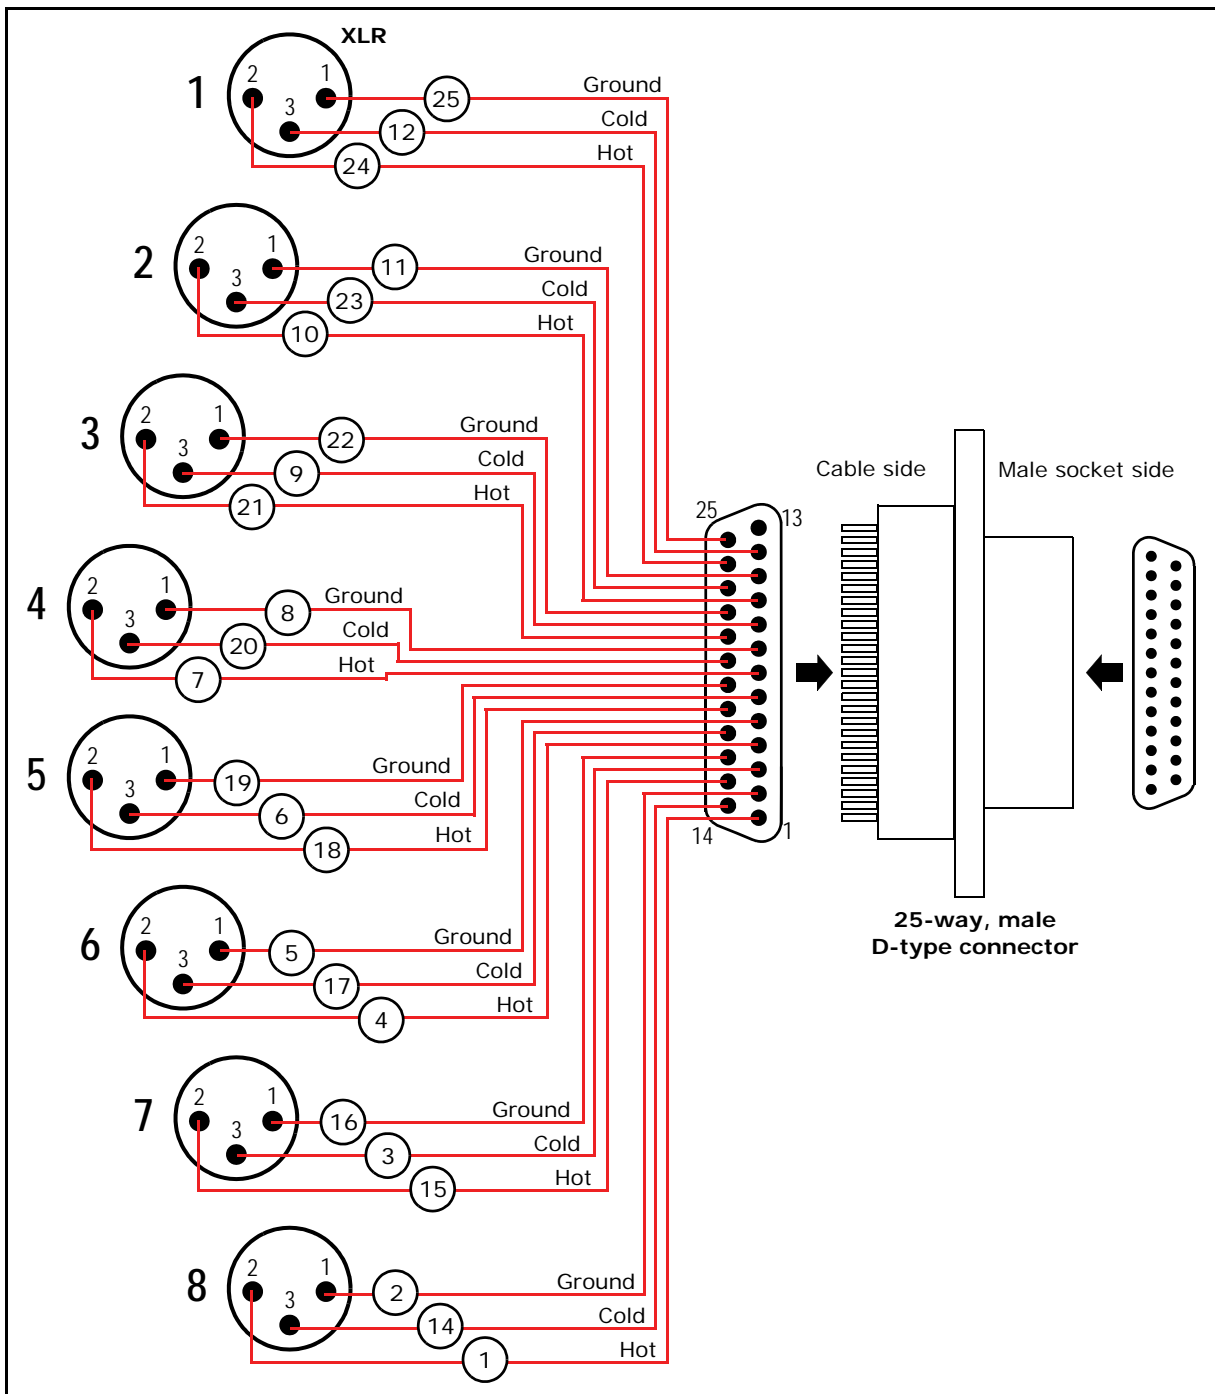 XLR
1
2
1
3
25
Ground
12
Cold
24
Hot
2
2
1
3
11
Ground
23
Cold
10
Hot
3
2
1
3
22
Ground
9
Cold
21
Hot
4
2
1
3
8
Ground
20
Cold
7
Hot
5
2
1
3
19
Ground
6
Cold
18
Hot
6
2
1
3
5
Ground
17
Cold
4
Hot
7
2
1
3
16
Ground
3
Cold
15
Hot
8
2
1
3
2
Ground
14
Cold
1
Hot
25
13
14
1
Cable side
Male socket side
25-way, male
D-type connector